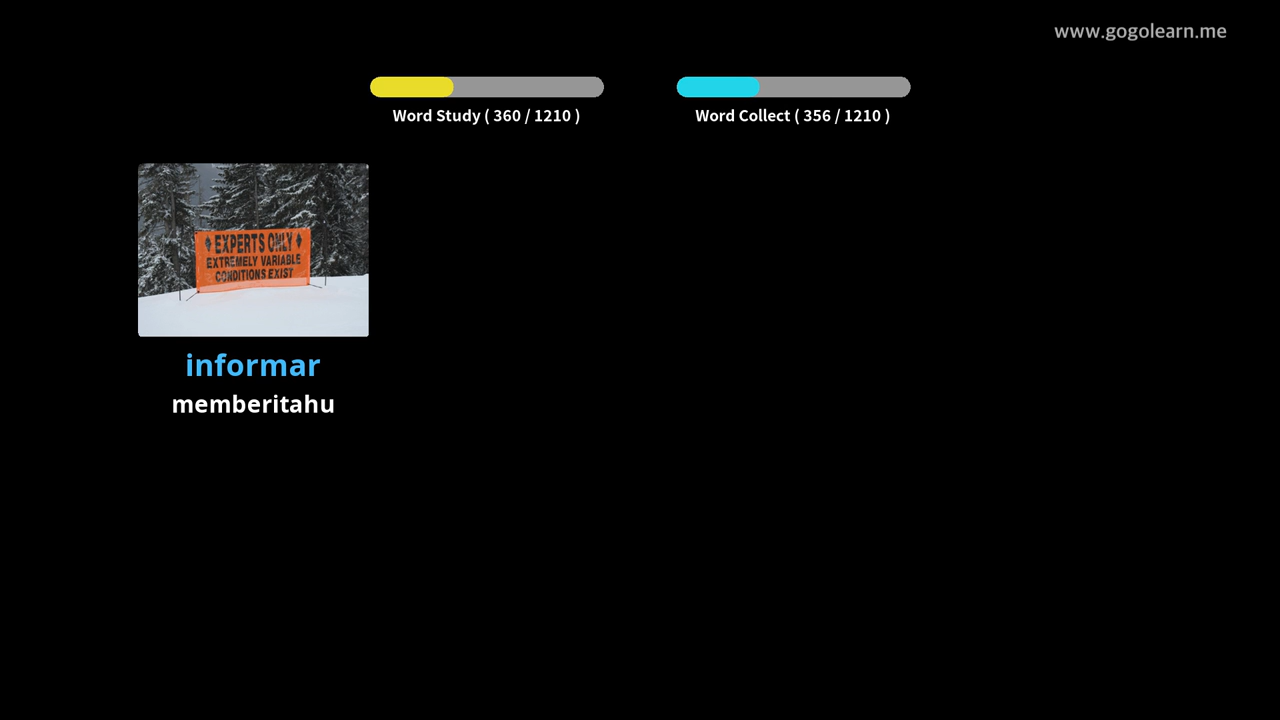 www.gogolearn.me
Word Study ( 360 / 1210 )
Word Collect ( 356 / 1210 )
EXPERTS ONLY
EXTREMELY VARIABLE
CONDITIONS EXIST
informar
memberitahu